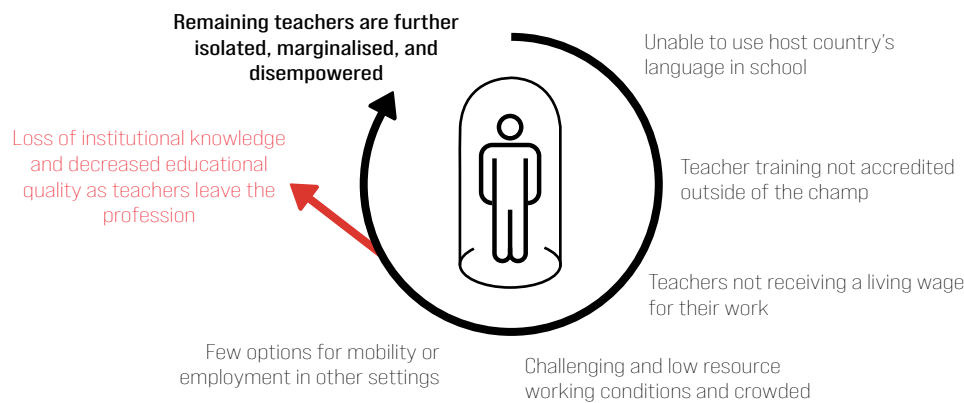 Remaining teachers are further
isolated, marginalised, and
disempowered
Unable to use host country's
language in school
Teacher training not accredited
outside of the champ
Teachers not receiving a living wage
for their work
Challenging and low resource
working conditions and crowded
Few options for mobility or
employment in other settings
Loss of institutional knowledge
and decreased educational
quality as teachers leave the
profession